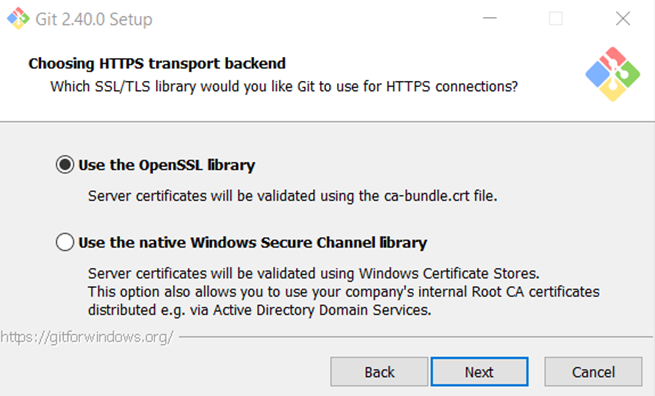 Git 2.40.0 Setup
Choosing HTTPS transport backend
Which SSL/TLS library would you like Git to use for HTTPS connections?
Use the OpenSSL library
Server certificates will be validated using the ca-bundle.crt file.
Use the native Windows Secure Channel library
Server certificates will be validated using Windows Certificate Stores.
This option also allows you to use your company's internal Root CA certificates
distributed e.g. via Active Directory Domain Services.
https://gitforwindows.org/
Back Next Cancel